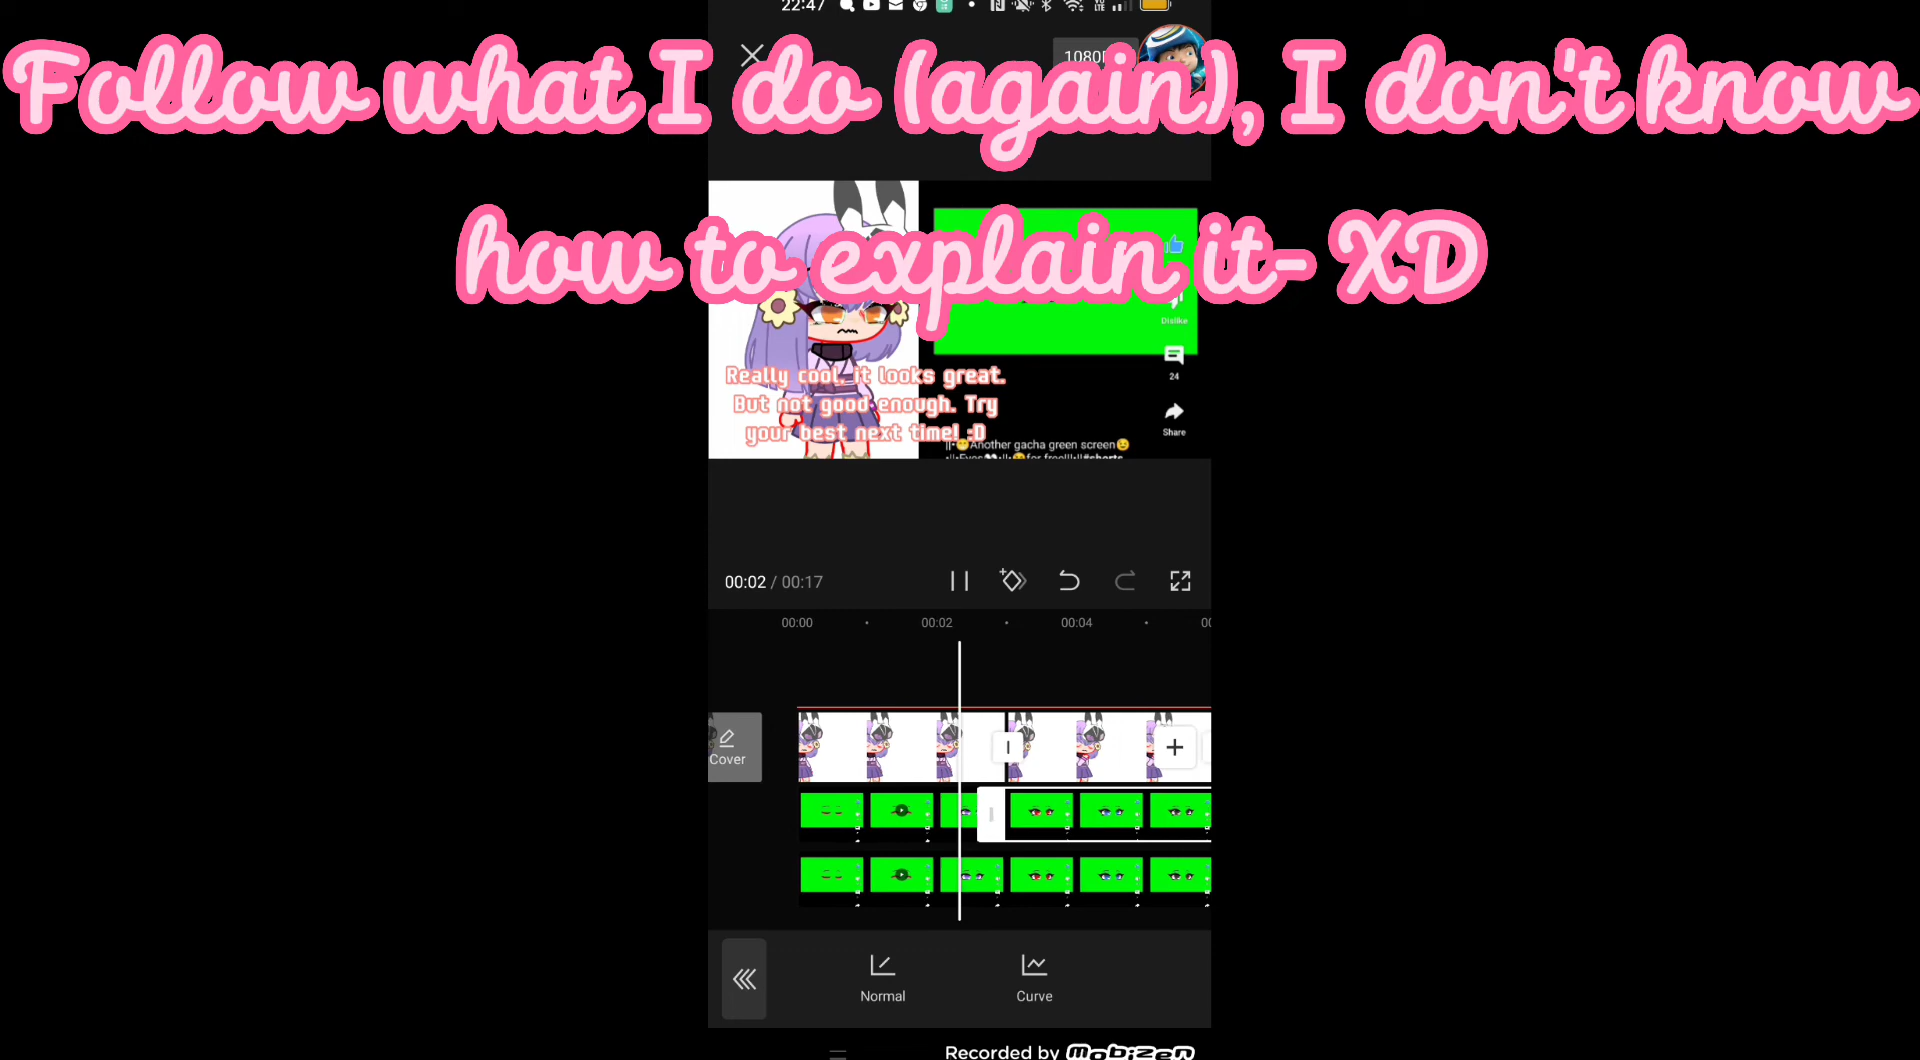 22:47
Follow what I do (again), I don't know
how to explain it- XD
Dislike
Really cool. it looks great.
But not good enough. Try
your best next time! :D
24
Share
||•😁Another gacha green screen😉
00:02 / 00:17
00:00
00:02
00:04
Cover
Normal
Curve
Recorded by Mobizen